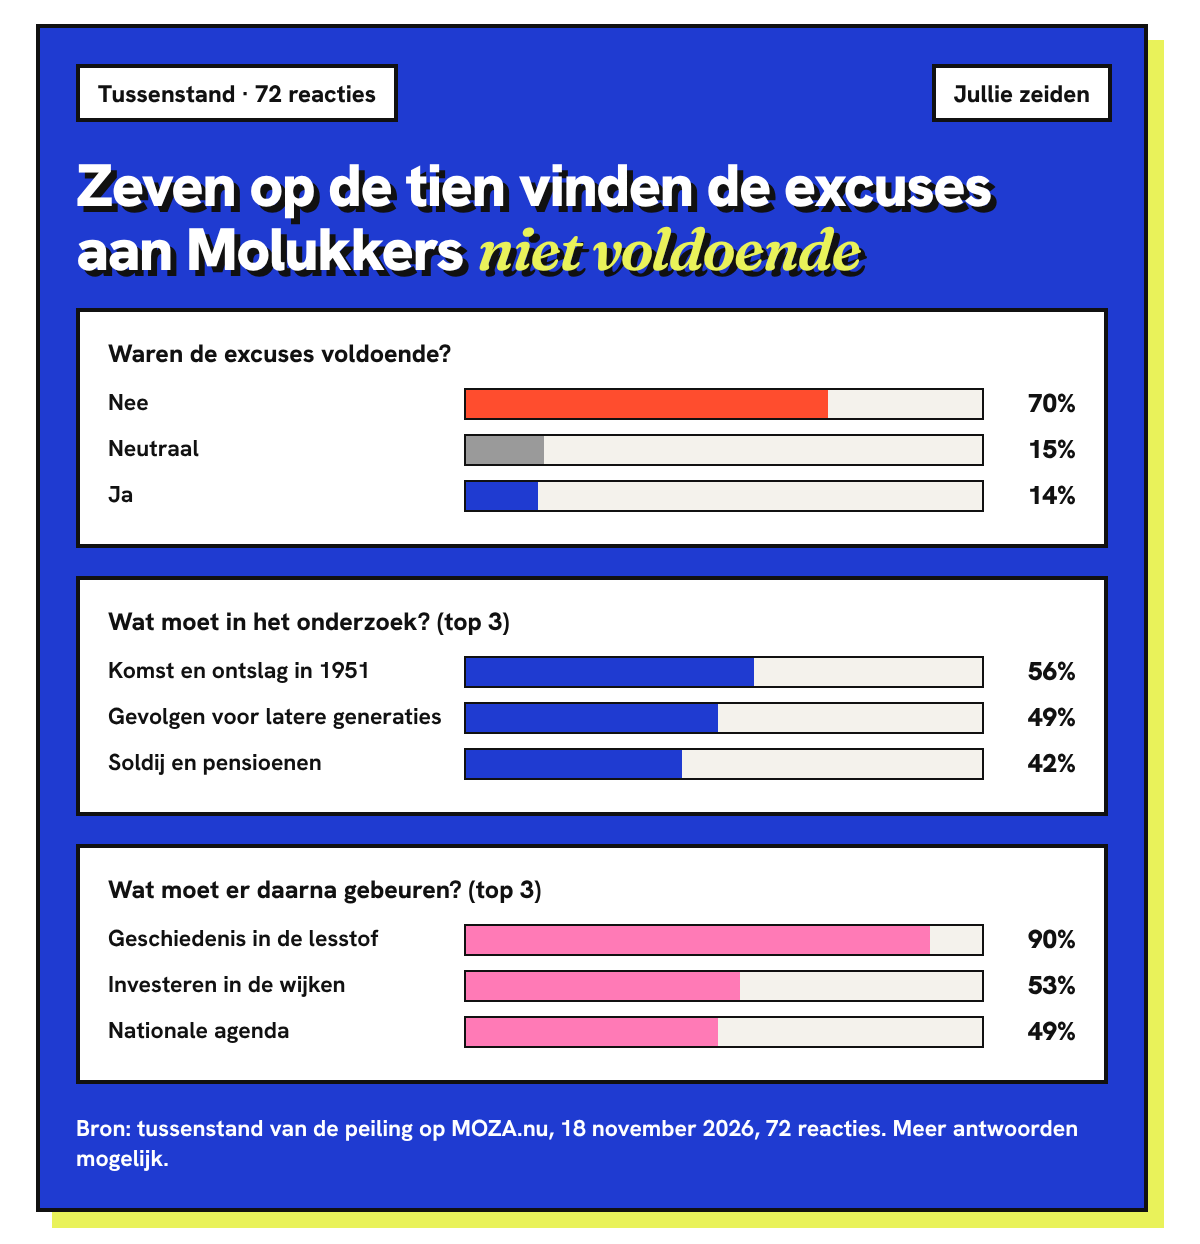 Tussenstand · 72 reacties
Jullie zeiden
Zeven op de tien vinden de excuses
aan Molukkers niet voldoende
Waren de excuses voldoende?
Nee 70%
Neutraal 15%
Ja 14%
Wat moet in het onderzoek? (top 3)
Komst en ontslag in 1951 56%
Gevolgen voor latere generaties 49%
Soldij en pensioenen 42%
Wat moet er daarna gebeuren? (top 3)
Geschiedenis in de lesstof 90%
Investeren in de wijken 53%
Nationale agenda 49%
Bron: tussenstand van de peiling op MOZA.nu, 18 november 2026, 72 reacties. Meer antwoorden
mogelijk.